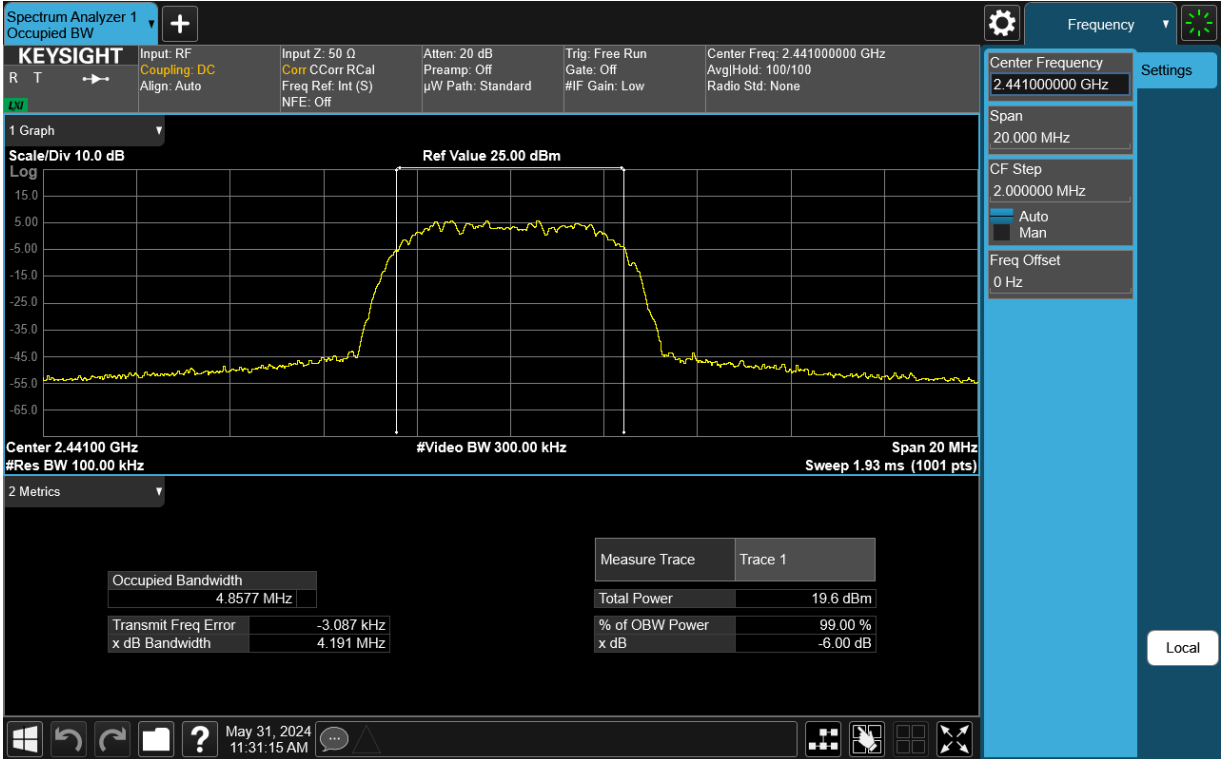 Spectrum Analyzer 1
Occupied BW
Frequency
KEYSIGHT
R T
LXI
Input: RF
Coupling: DC
Align: Auto
Input Z: 50 Ω
Corr CCorr RCal
Freq Ref: Int (S)
NFE: Off
Atten: 20 dB
Preamp: Off
µW Path: Standard
Trig: Free Run
Gate: Off
#IF Gain: Low
Center Freq: 2.441000000 GHz
Avg|Hold: 100/100
Radio Std: None
Center Frequency
2.441000000 GHz
Settings
Span
20.000 MHz
CF Step
2.000000 MHz
Auto
Man
Freq Offset
0 Hz
1 Graph
Scale/Div 10.0 dB
Ref Value 25.00 dBm
Log
15.0
5.00
-5.00
-15.0
-25.0
-35.0
-45.0
-55.0
-65.0
Center 2.44100 GHz
#Video BW 300.00 kHz
Span 20 MHz
#Res BW 100.00 kHz
Sweep 1.93 ms (1001 pts)
2 Metrics
Measure Trace Trace 1
Occupied Bandwidth
4.8577 MHz
Total Power 19.6 dBm
Transmit Freq Error -3.087 kHz
% of OBW Power 99.00 %
x dB Bandwidth 4.191 MHz
x dB -6.00 dB
Local
?
May 31, 2024
11:31:15 AM